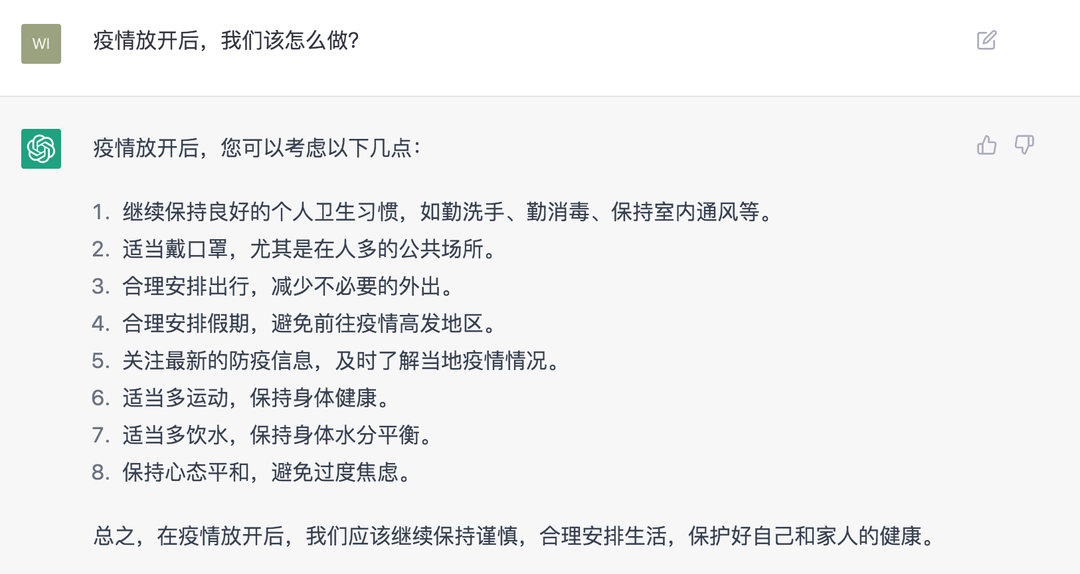 WI
疫情放开后，我们该怎么做?
疫情放开后，您可以考虑以下几点：
1. 继续保持良好的个人卫生习惯，如勤洗手、勤消毒、保持室内通风等。
2. 适当戴口罩，尤其是在人多的公共场所。
3. 合理安排出行，减少不必要的外出。
4. 合理安排假期，避免前往疫情高发地区。
5. 关注最新的防疫信息，及时了解当地疫情情况。
6. 适当多运动，保持身体健康。
7. 适当多饮水，保持身体水分平衡。
8. 保持心态平和，避免过度焦虑。
总之，在疫情放开后，我们应该继续保持谨慎，合理安排生活，保护好自己和家人的健康。